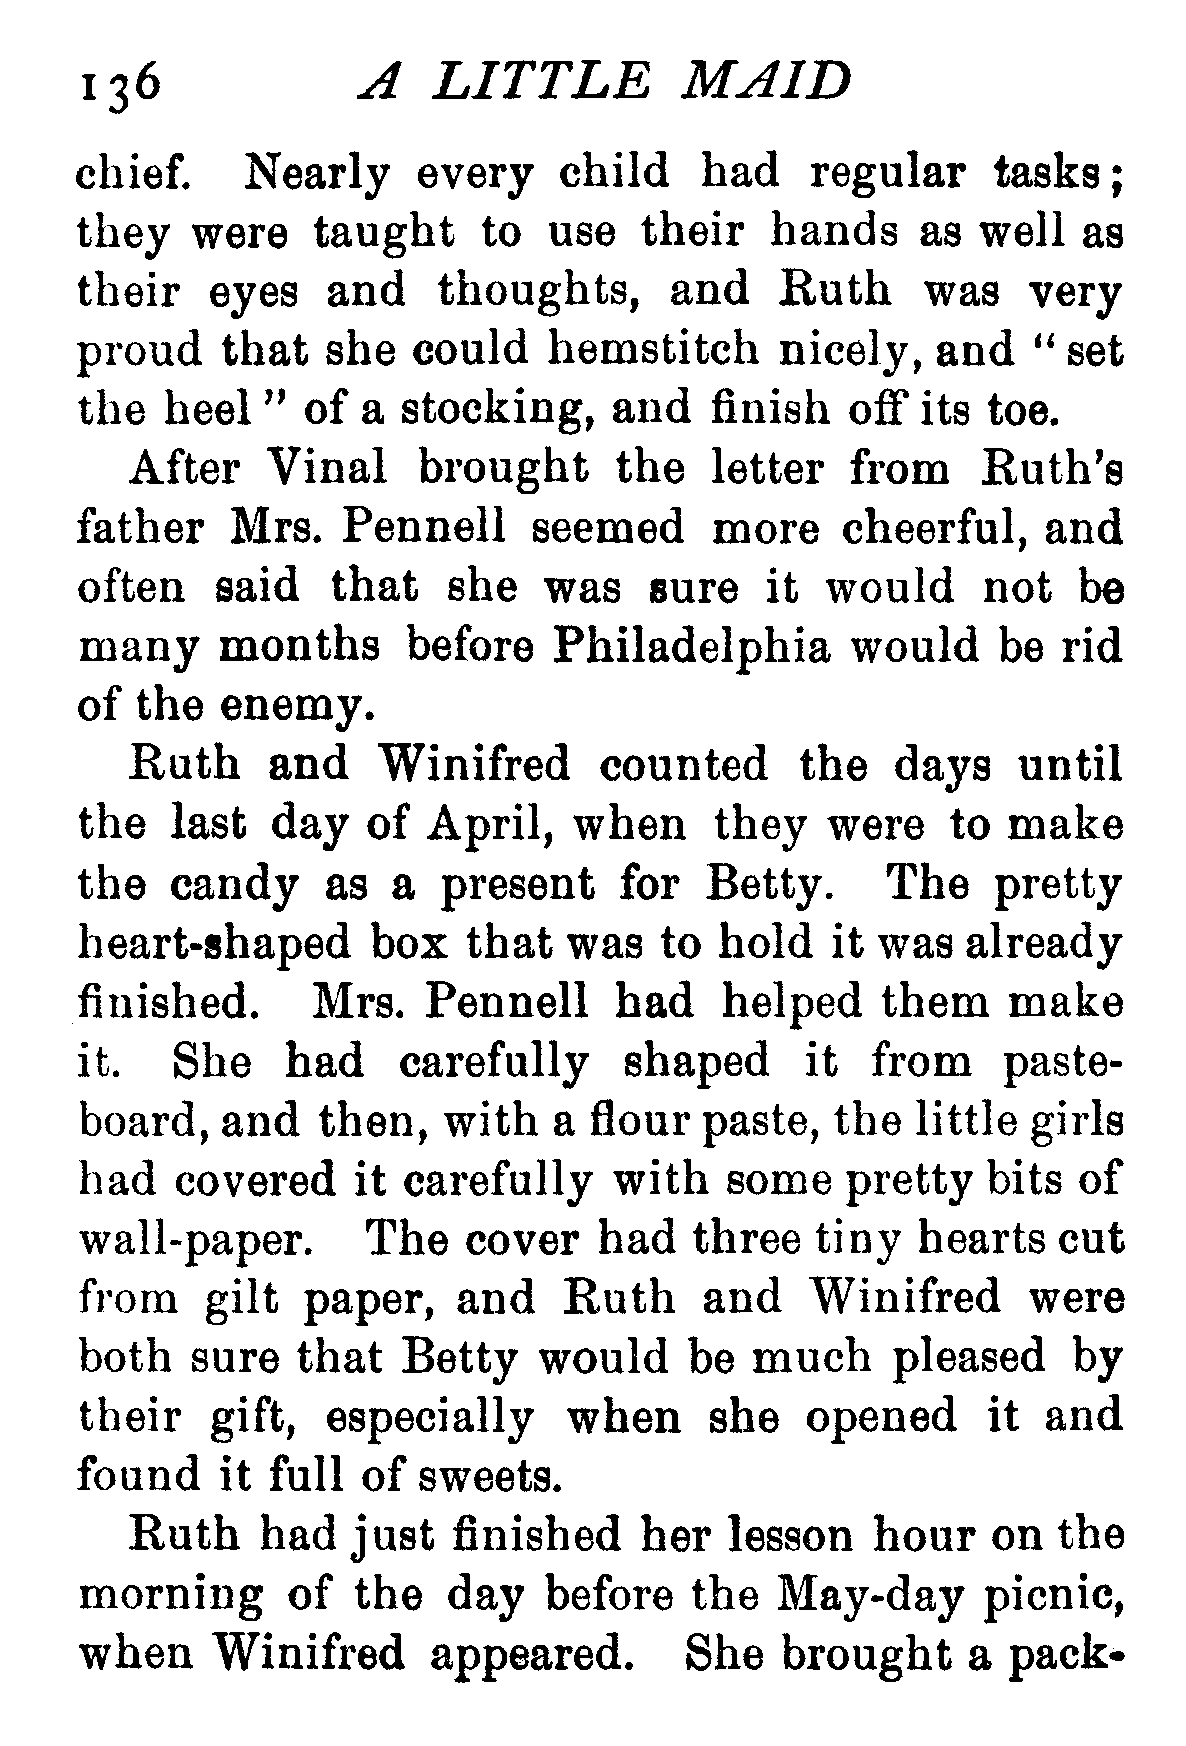 136 A LITTLE MAID
chief. Nearly every child had regular tasks;
they were taught to use their hands as well as
their eyes and thoughts, and Ruth was very
proud that she could hemstitch nicely, and “set
the heel” of a stocking, and finish off its toe.
After Vinal brought the letter from Ruth's
father Mrs. Pennell seemed more cheerful, and
often said that she was sure it would not be
many months before Philadelphia would be rid
of the enemy.
Ruth and Winifred counted the days until
the last day of April, when they were to make
the candy as a present for Betty. The pretty
heart-shaped box that was to hold it was already
finished. Mrs. Pennell had helped them make
it. She had carefully shaped it from paste-
board, and then, with a flour paste, the little girls
had covered it carefully with some pretty bits of
wall-paper. The cover had three tiny hearts cut
from gilt paper, and Ruth and Winifred were
both sure that Betty would be much pleased by
their gift, especially when she opened it and
found it full of sweets.
Ruth had just finished her lesson hour on the
morning of the day before the May-day picnic,
when Winifred appeared. She brought a pack-